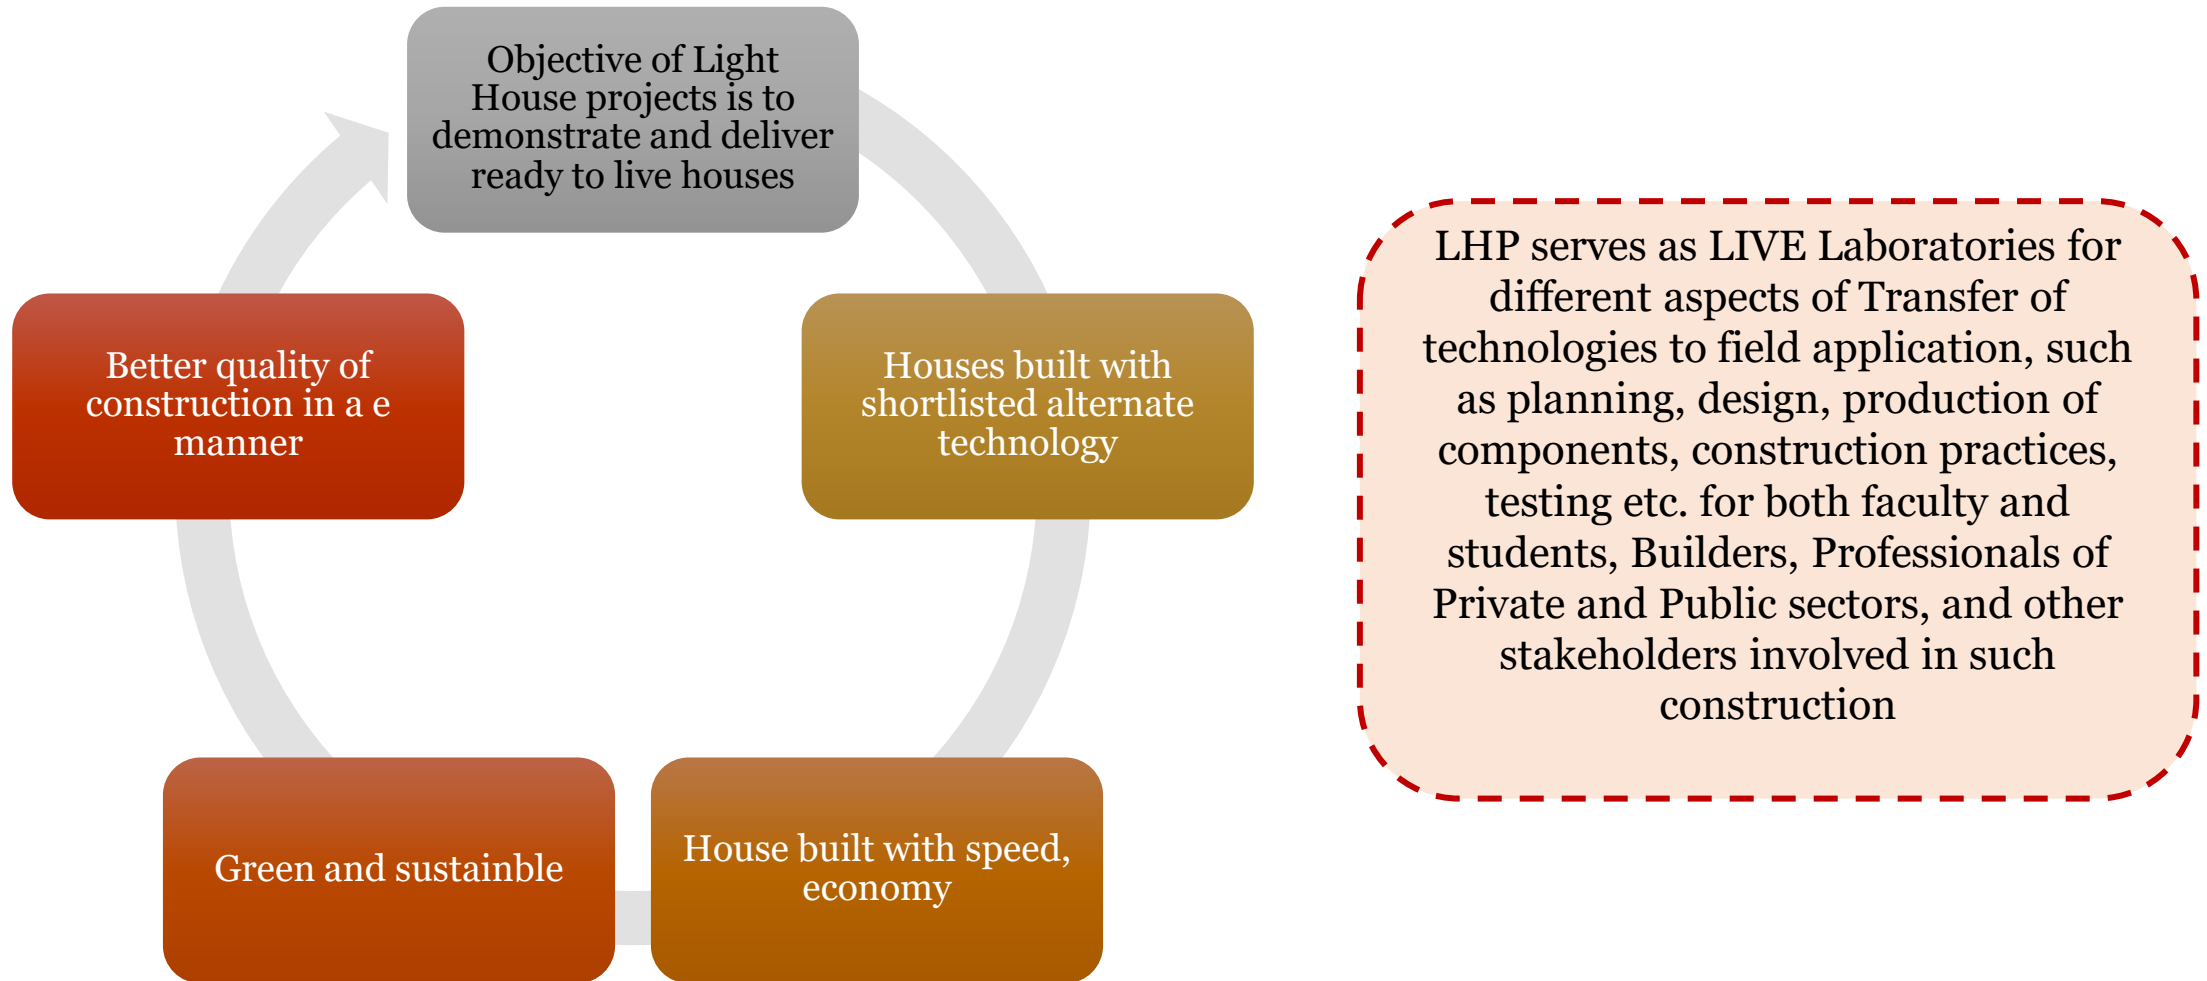 Objective of Light
House projects is to
demonstrate and deliver
ready to live houses
Houses built with
shortlisted alternate
technology
House built with speed,
economy
Green and sustainble
Better quality of
construction in a e
manner
LHP serves as LIVE Laboratories for
different aspects of Transfer of
technologies to field application, such
as planning, design, production of
components, construction practices,
testing etc. for both faculty and
students, Builders, Professionals of
Private and Public sectors, and other
stakeholders involved in such
construction